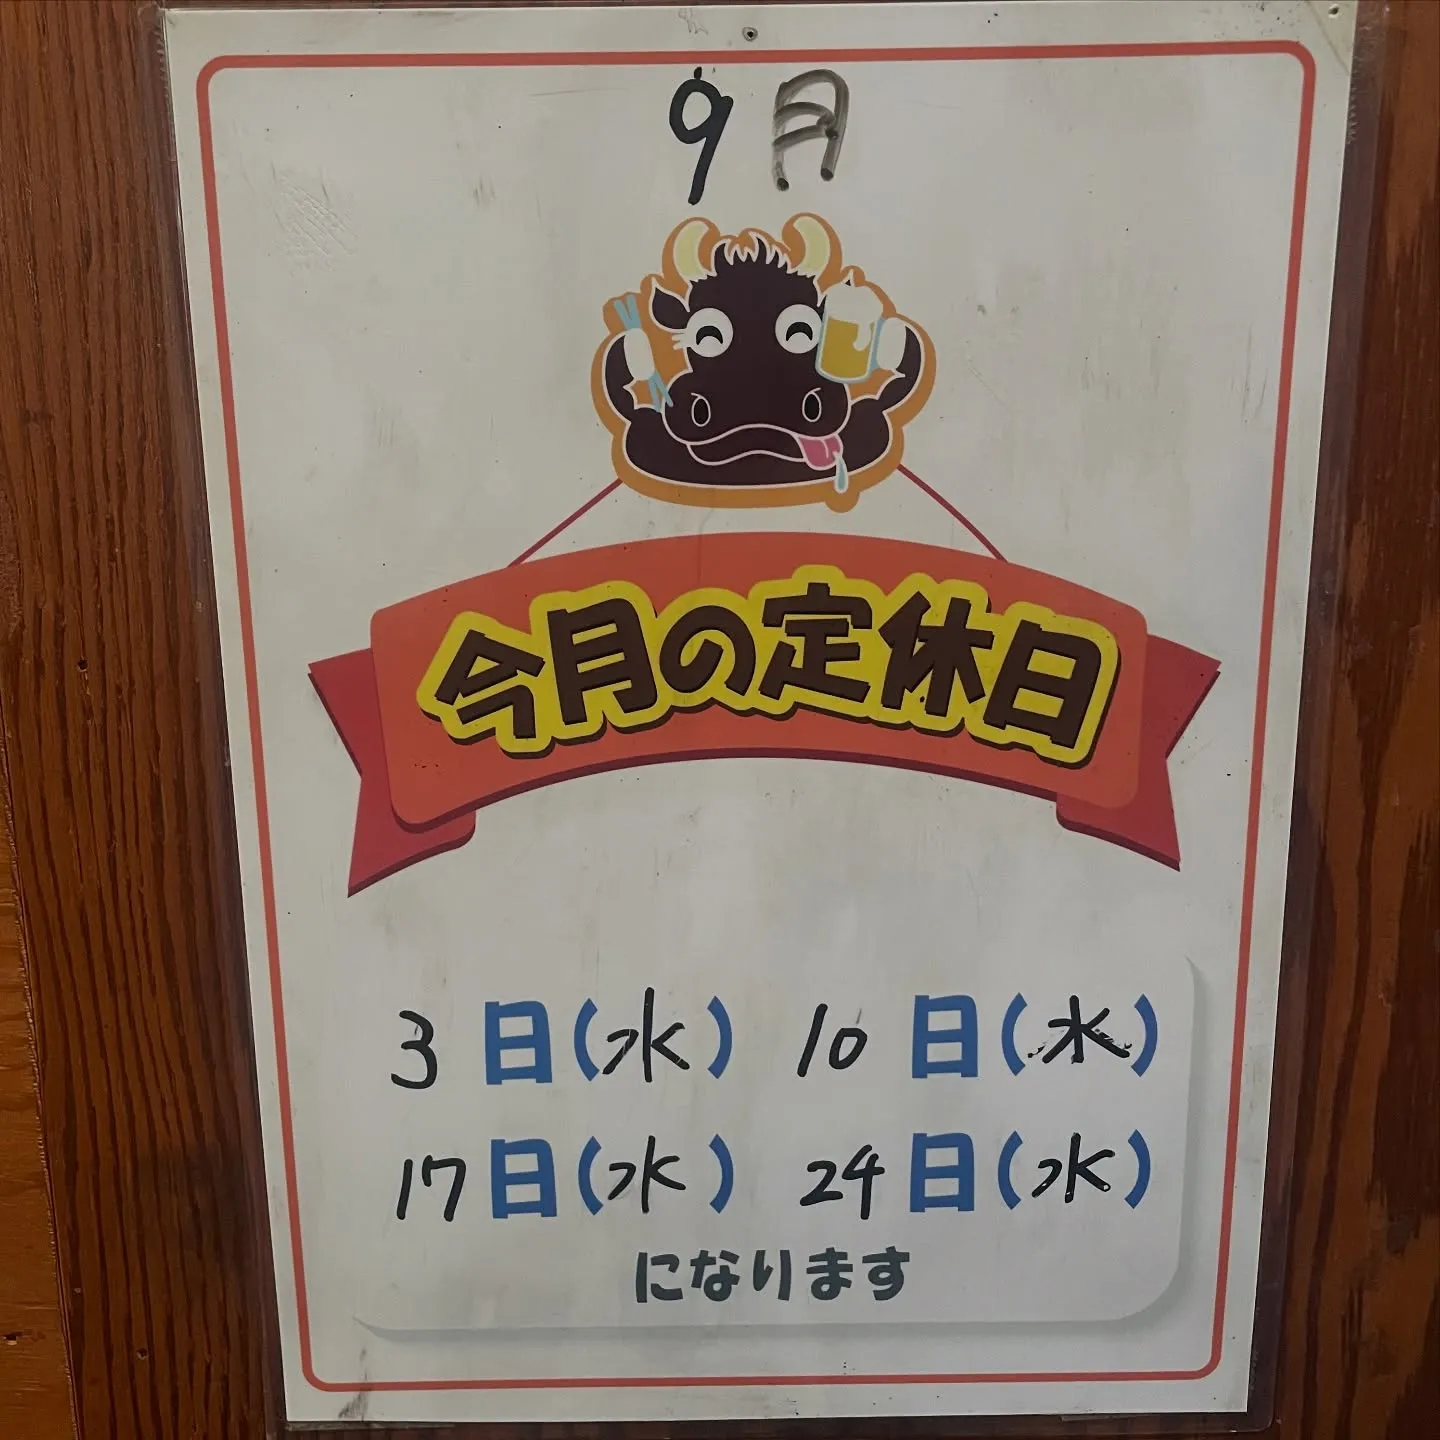 9月
今月の定休日
3日(水) 10日(水)
17日(水) 24日(水)
になります